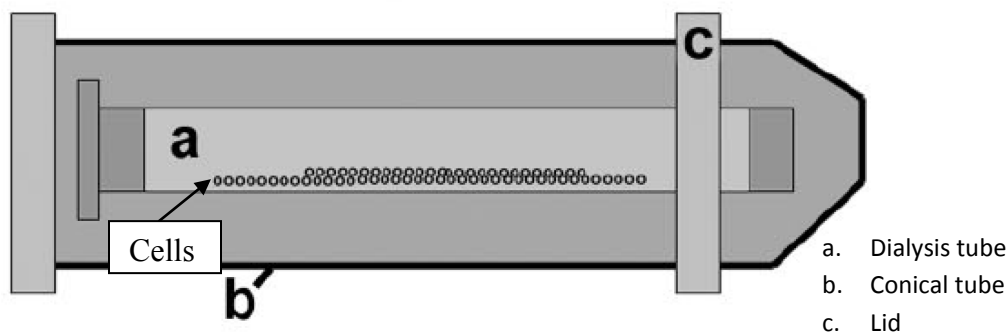 c
a
Cells
b
a. Dialysis tube
b. Conical tube
c. Lid